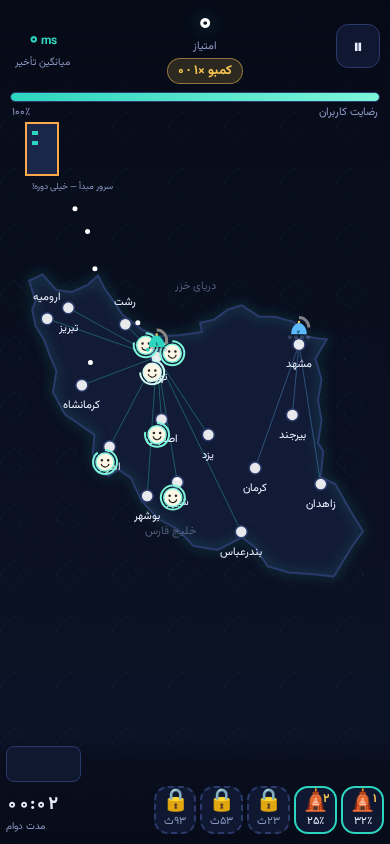 ۰
امتیاز
۰ ms
میانگین تأخیر
کمبو ×۱ · ۰
رضایت کاربران
۱۰۰٪
سرور مبدأ — خیلی دوره!
دریای خزر
ارومیه
رشت
تبریز
مشهد
کرمانشاه
بیرجند
یزد
کرمان
زاهدان
بوشهر
خلیج فارس
بندرعباس
۱
۳۲٪
۲
۲۵٪
۲۳ث
۵۳ث
۹۳ث
۰۰:۰۲
مدت دوام